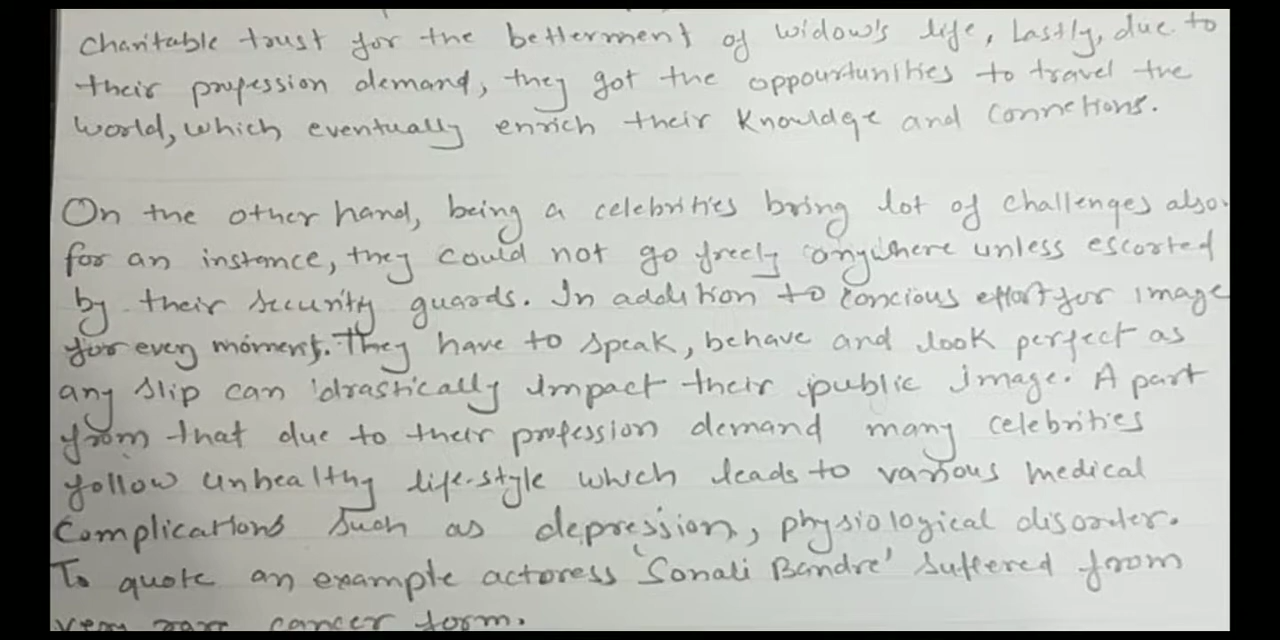 charitable trust for the betterment of widow's life, Lastly, due to
their profession demand, they got the oppourtunities to travel the
world, which eventually enrich their Knowldge and Connetions.
On the other hand, being a celebrities bring lot of challenges also.
for an instance, they could not go freely anywhere unless escorted
by their security guards. In addition to concious effort for image
for every moment. They have to speak, behave and look perfect as
any slip can drastically impact their public image. A part
from that due to their profession demand many celebrities
follow unhealthy life-style which leads to various medical
Complications such as depression, physiological disorder.
To quote an example actoress 'Sonali Bandre' suffered from
very rare cancer form.